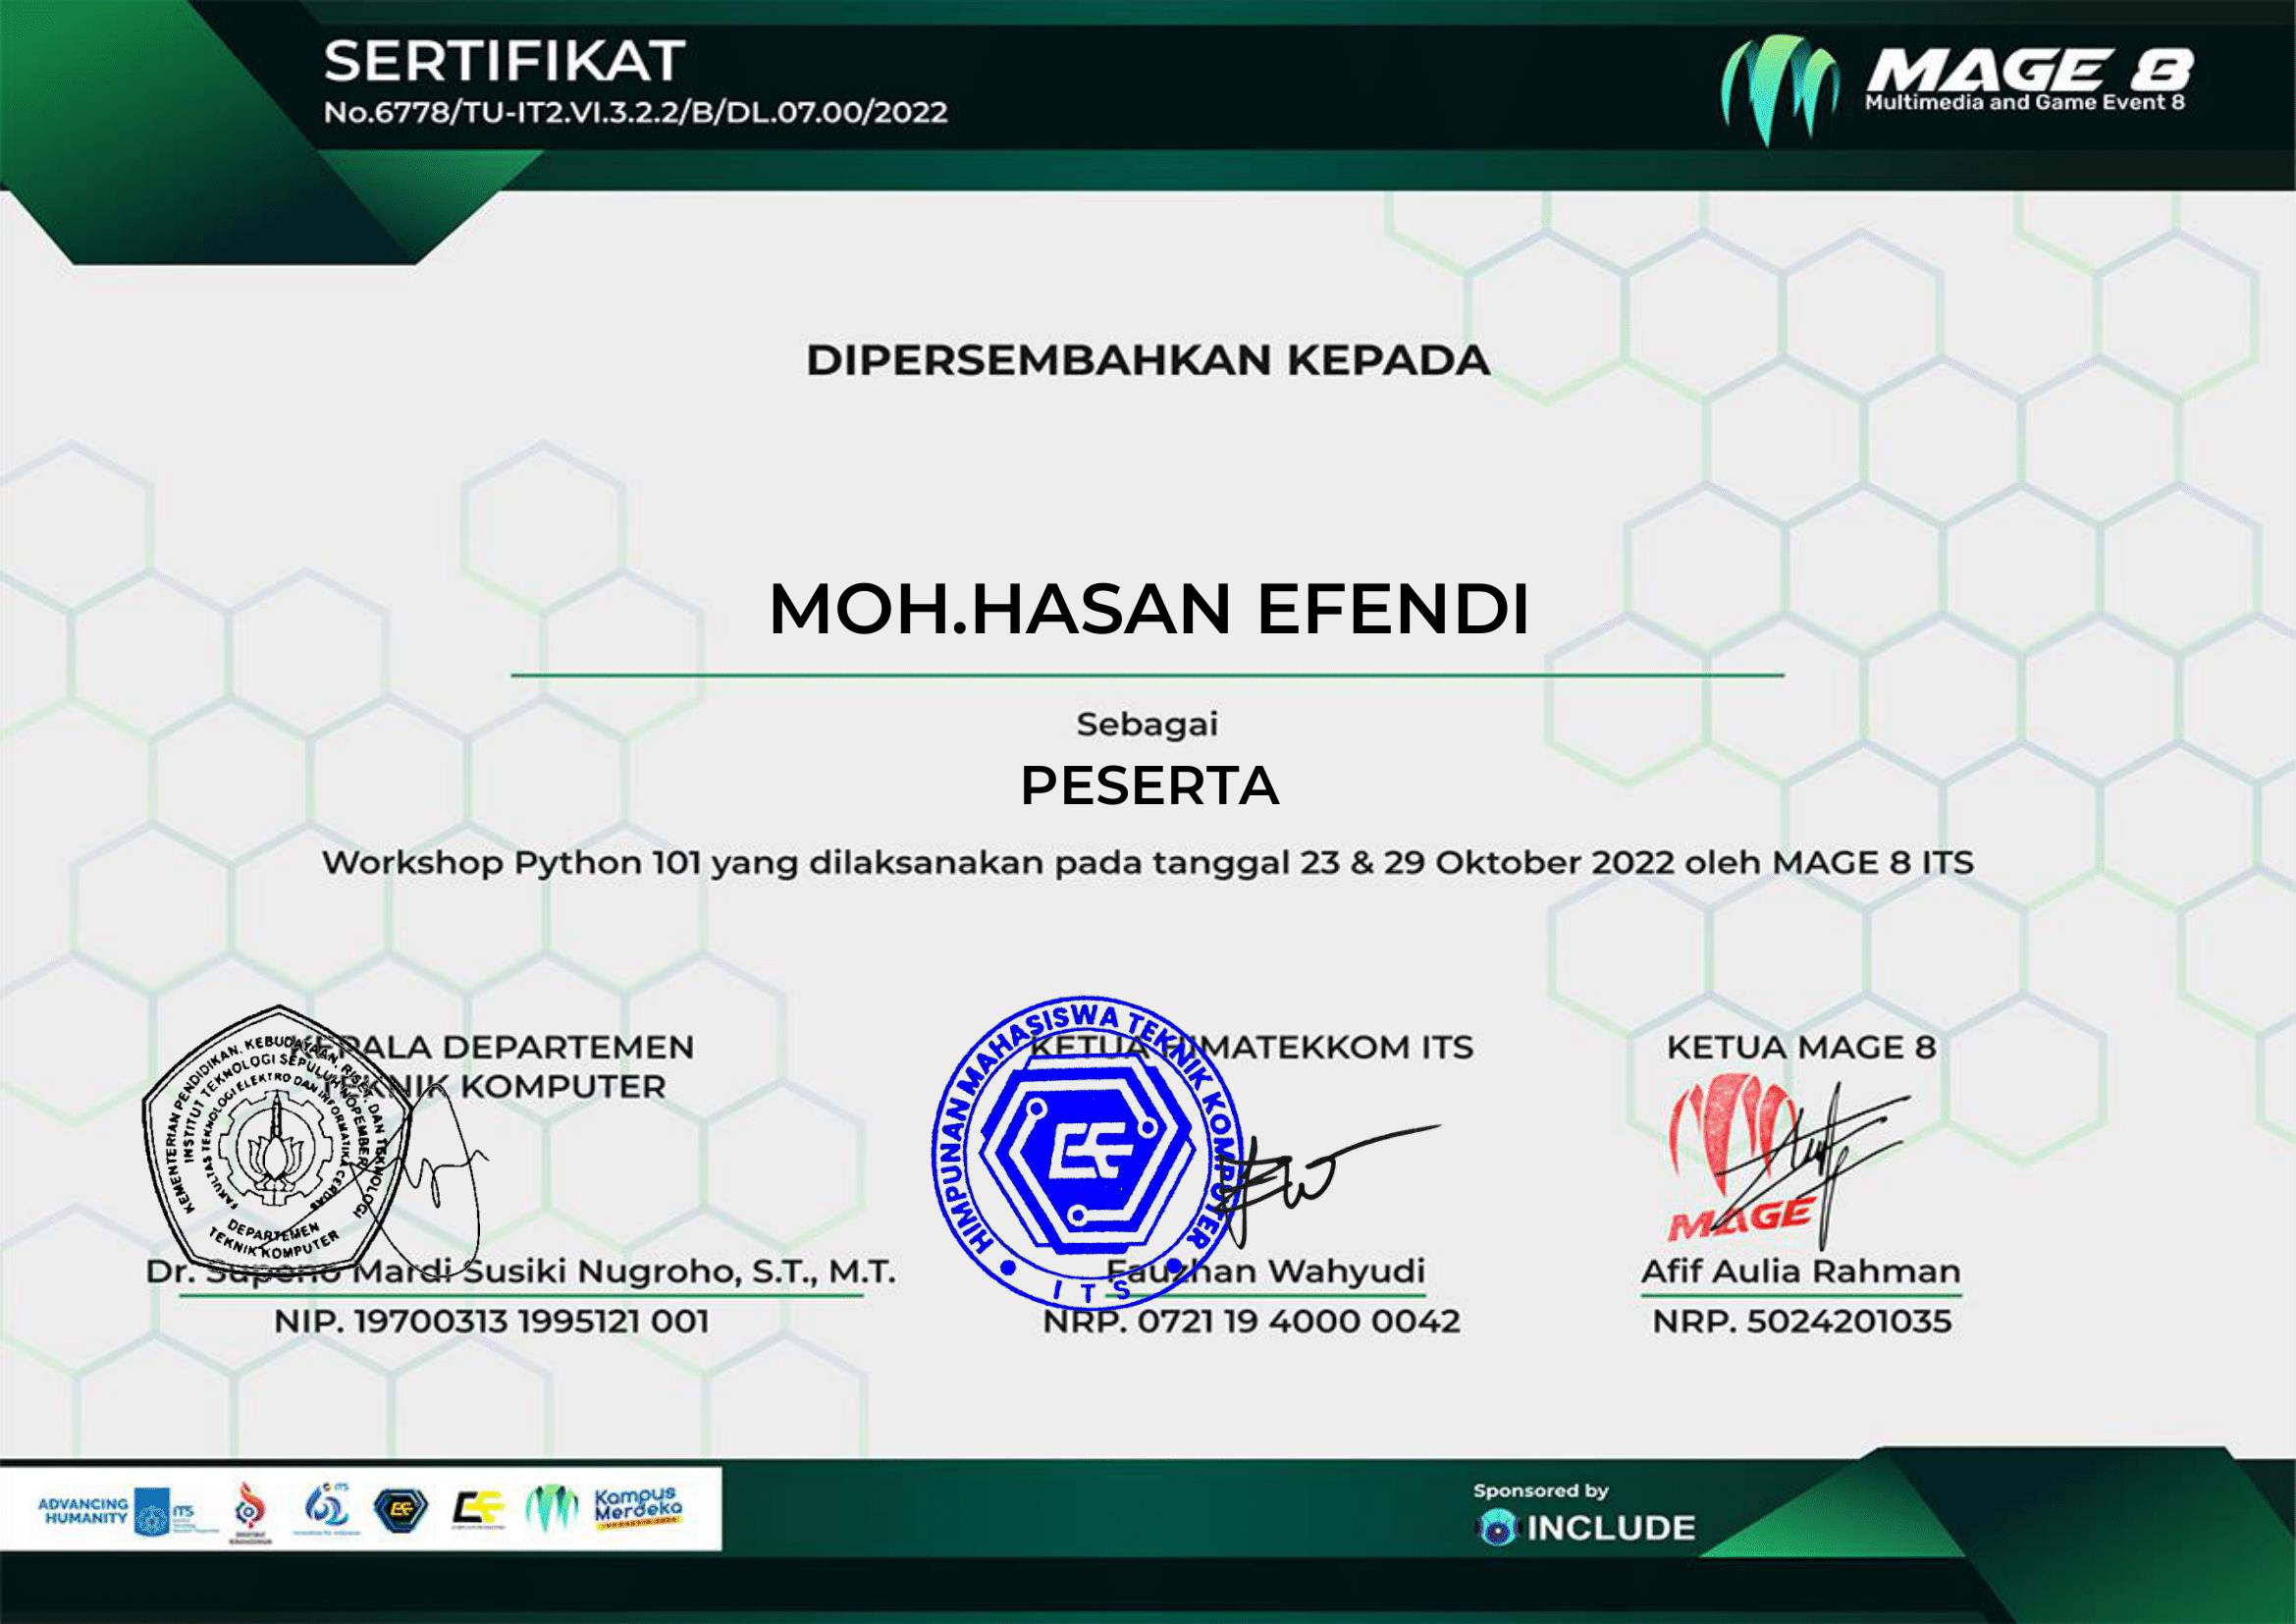 SERTIFIKAT
No.6778/TU-IT2.VI.3.2.2/B/DL.07.00/2022
MAGE 8
Multimedia and Game Event 8
DIPERSEMBAHKAN KEPADA
MOH.HASAN EFENDI
Sebagai
PESERTA
Workshop Python 101 yang dilaksanakan pada tanggal 23 & 29 Oktober 2022 oleh MAGE 8 ITS
KEPALA DEPARTEMEN
TEKNIK KOMPUTER
KEMENTERIAN PENDIDIKAN, KEBUDAYAAN, RISET, DAN TEKNOLOGI
INSTITUT TEKNOLOGI SEPULUH NOPEMBER
FAKULTAS TEKNOLOGI ELEKTRO DAN INFORMATIKA CERDAS
DEPARTEMEN
TEKNIK KOMPUTER
Dr. Supeno Mardi Susiki Nugroho, S.T., M.T.
NIP. 19700313 1995121 001
KETUA HIMATEKKOM ITS
HIMPUNAN MAHASISWA TEKNIK KOMPUTER
ITS
Fauzhan Wahyudi
NRP. 0721 19 4000 0042
KETUA MAGE 8
MAGE
Afif Aulia Rahman
NRP. 5024201035
ADVANCING
HUMANITY
ITS
ITS
Kampus
Merdeka
Sponsored by
INCLUDE